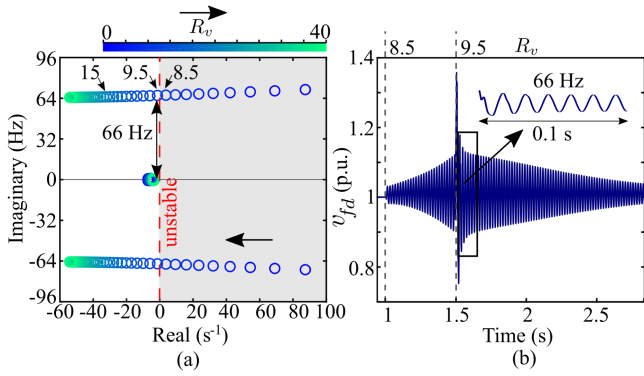 R_v
0 40
96
64
32
0
-32
-64
-96
Imaginary (Hz)
15 9.5 8.5
66 Hz
unstable
-60 -40 -20 0 20 40 60 80 100
Real (s⁻¹)
(a)
8.5 9.5 R_v
1.4
1.2
1
0.8
v_{fd} (p.u.)
66 Hz
0.1 s
1 1.5 2 2.5
Time (s)
(b)